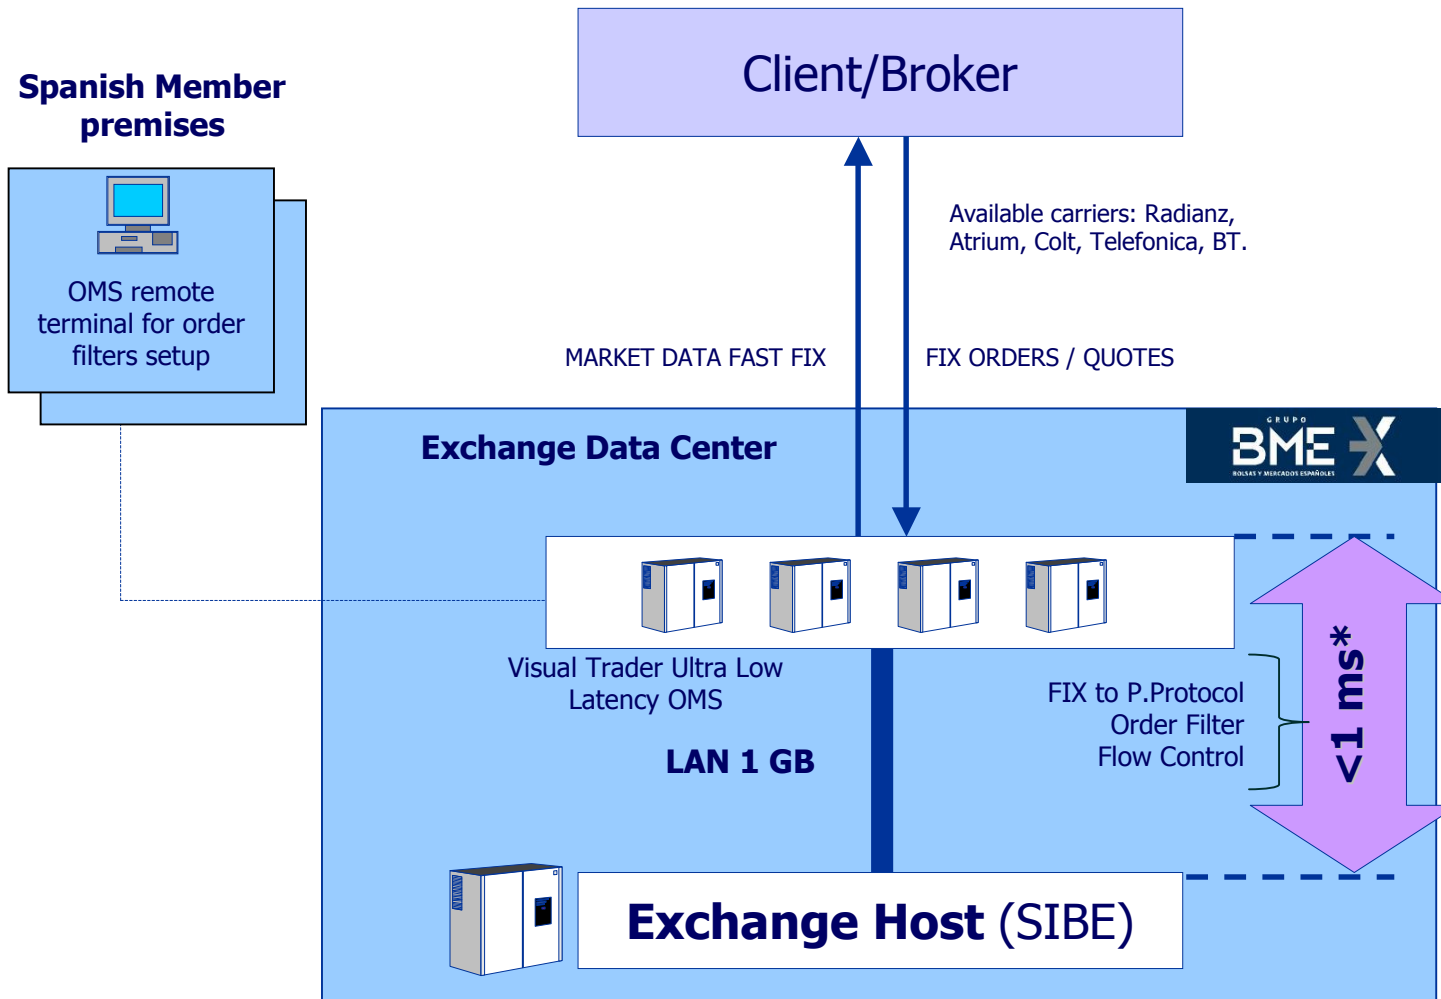 Client/Broker
Spanish Member
premises
OMS remote
terminal for order
filters setup
Available carriers: Radianz,
Atrium, Colt, Telefonica, BT.
MARKET DATA FAST FIX
FIX ORDERS / QUOTES
Exchange Data Center
GRUPO
BME X
BOLSAS Y MERCADOS ESPAÑOLES
Visual Trader Ultra Low
Latency OMS
LAN 1 GB
FIX to P.Protocol
Order Filter
Flow Control
<1 ms*
Exchange Host (SIBE)